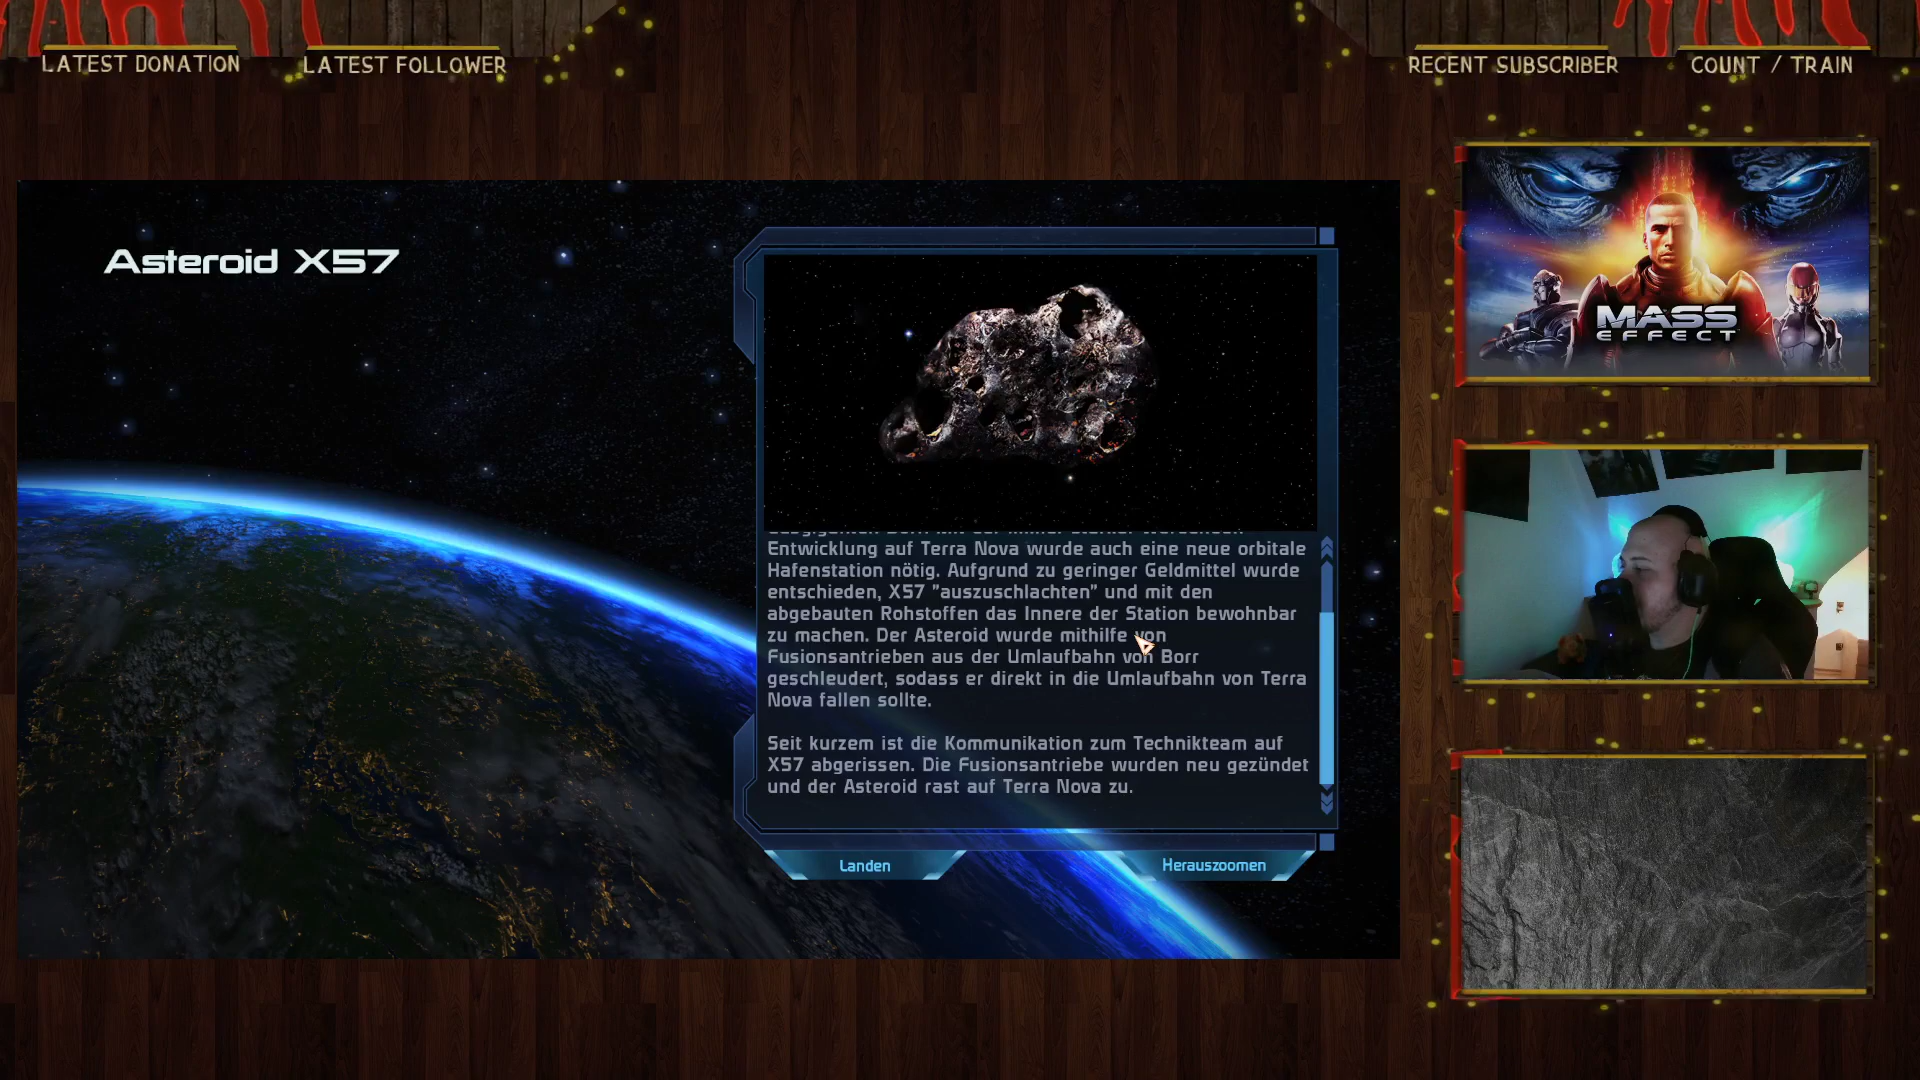 LATEST DONATION
LATEST FOLLOWER
RECENT SUBSCRIBER
COUNT / TRAIN
Asteroid X57
Entwicklung auf Terra Nova wurde auch eine neue orbitale
Hafenstation nötig. Aufgrund zu geringer Geldmittel wurde
entschieden, X57 "auszuschlachten" und mit den
abgebauten Rohstoffen das Innere der Station bewohnbar
zu machen. Der Asteroid wurde mithilfe von
Fusionsantrieben aus der Umlaufbahn von Borr
geschleudert, sodass er direkt in die Umlaufbahn von Terra
Nova fallen sollte.
Seit kurzem ist die Kommunikation zum Technikteam auf
X57 abgerissen. Die Fusionsantriebe wurden neu gezündet
und der Asteroid rast auf Terra Nova zu.
Landen
Herauszoomen
MASS
EFFECT